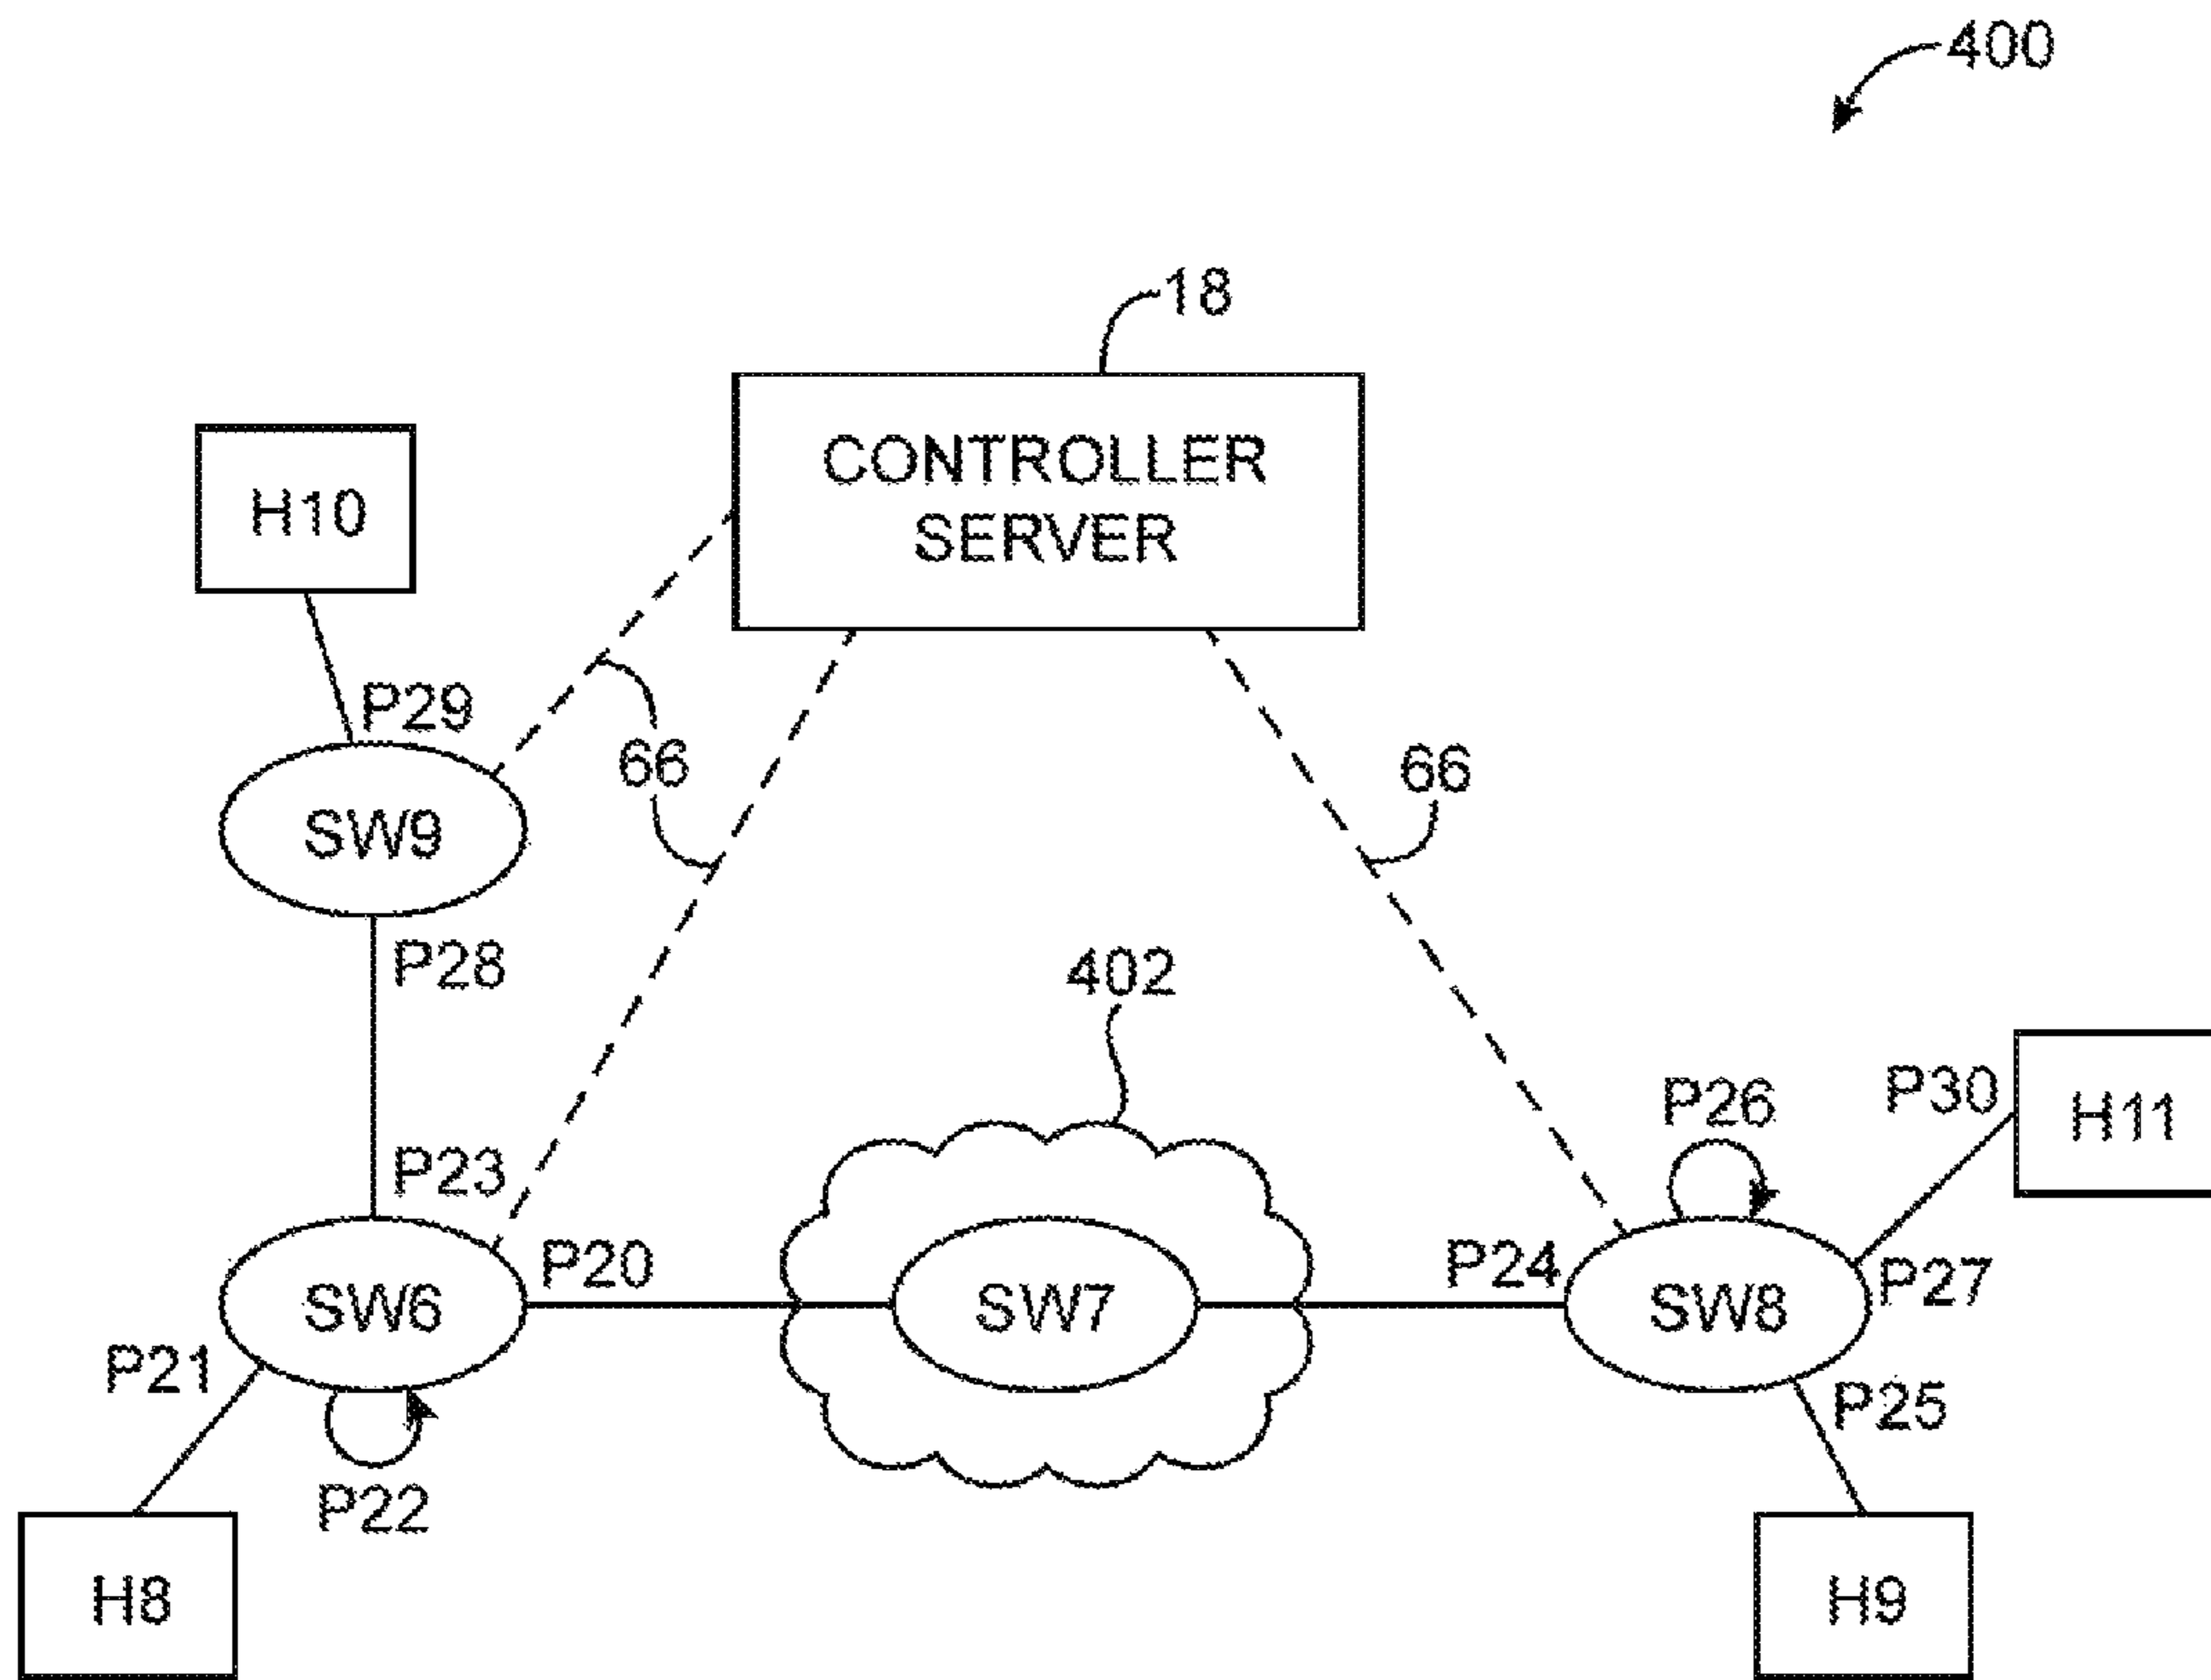 400
18
CONTROLLER
SERVER
H10
P29
66
66
SW9
P28
402
P26
P30
H11
P23
P20
P24
P27
SW6
SW7
SW8
P21
P25
P22
H8
H9